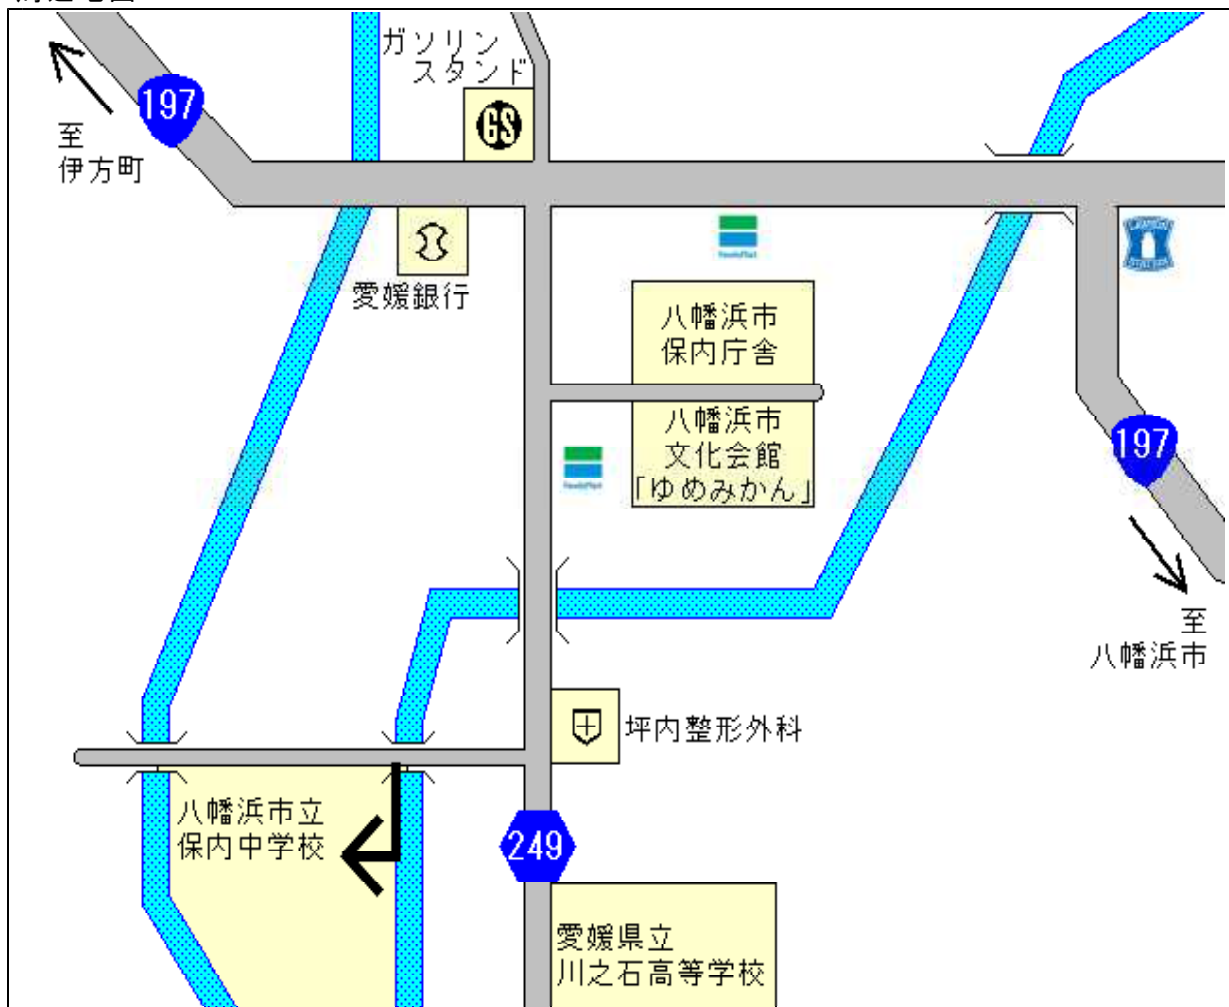 ガソリン
スタンド
GS
197
至
伊方町
愛媛銀行
八幡浜市
保内庁舎
八幡浜市
文化会館
「ゆめみかん」
197
至
八幡浜市
坪内整形外科
八幡浜市立
保内中学校
249
愛媛県立
川之石高等学校